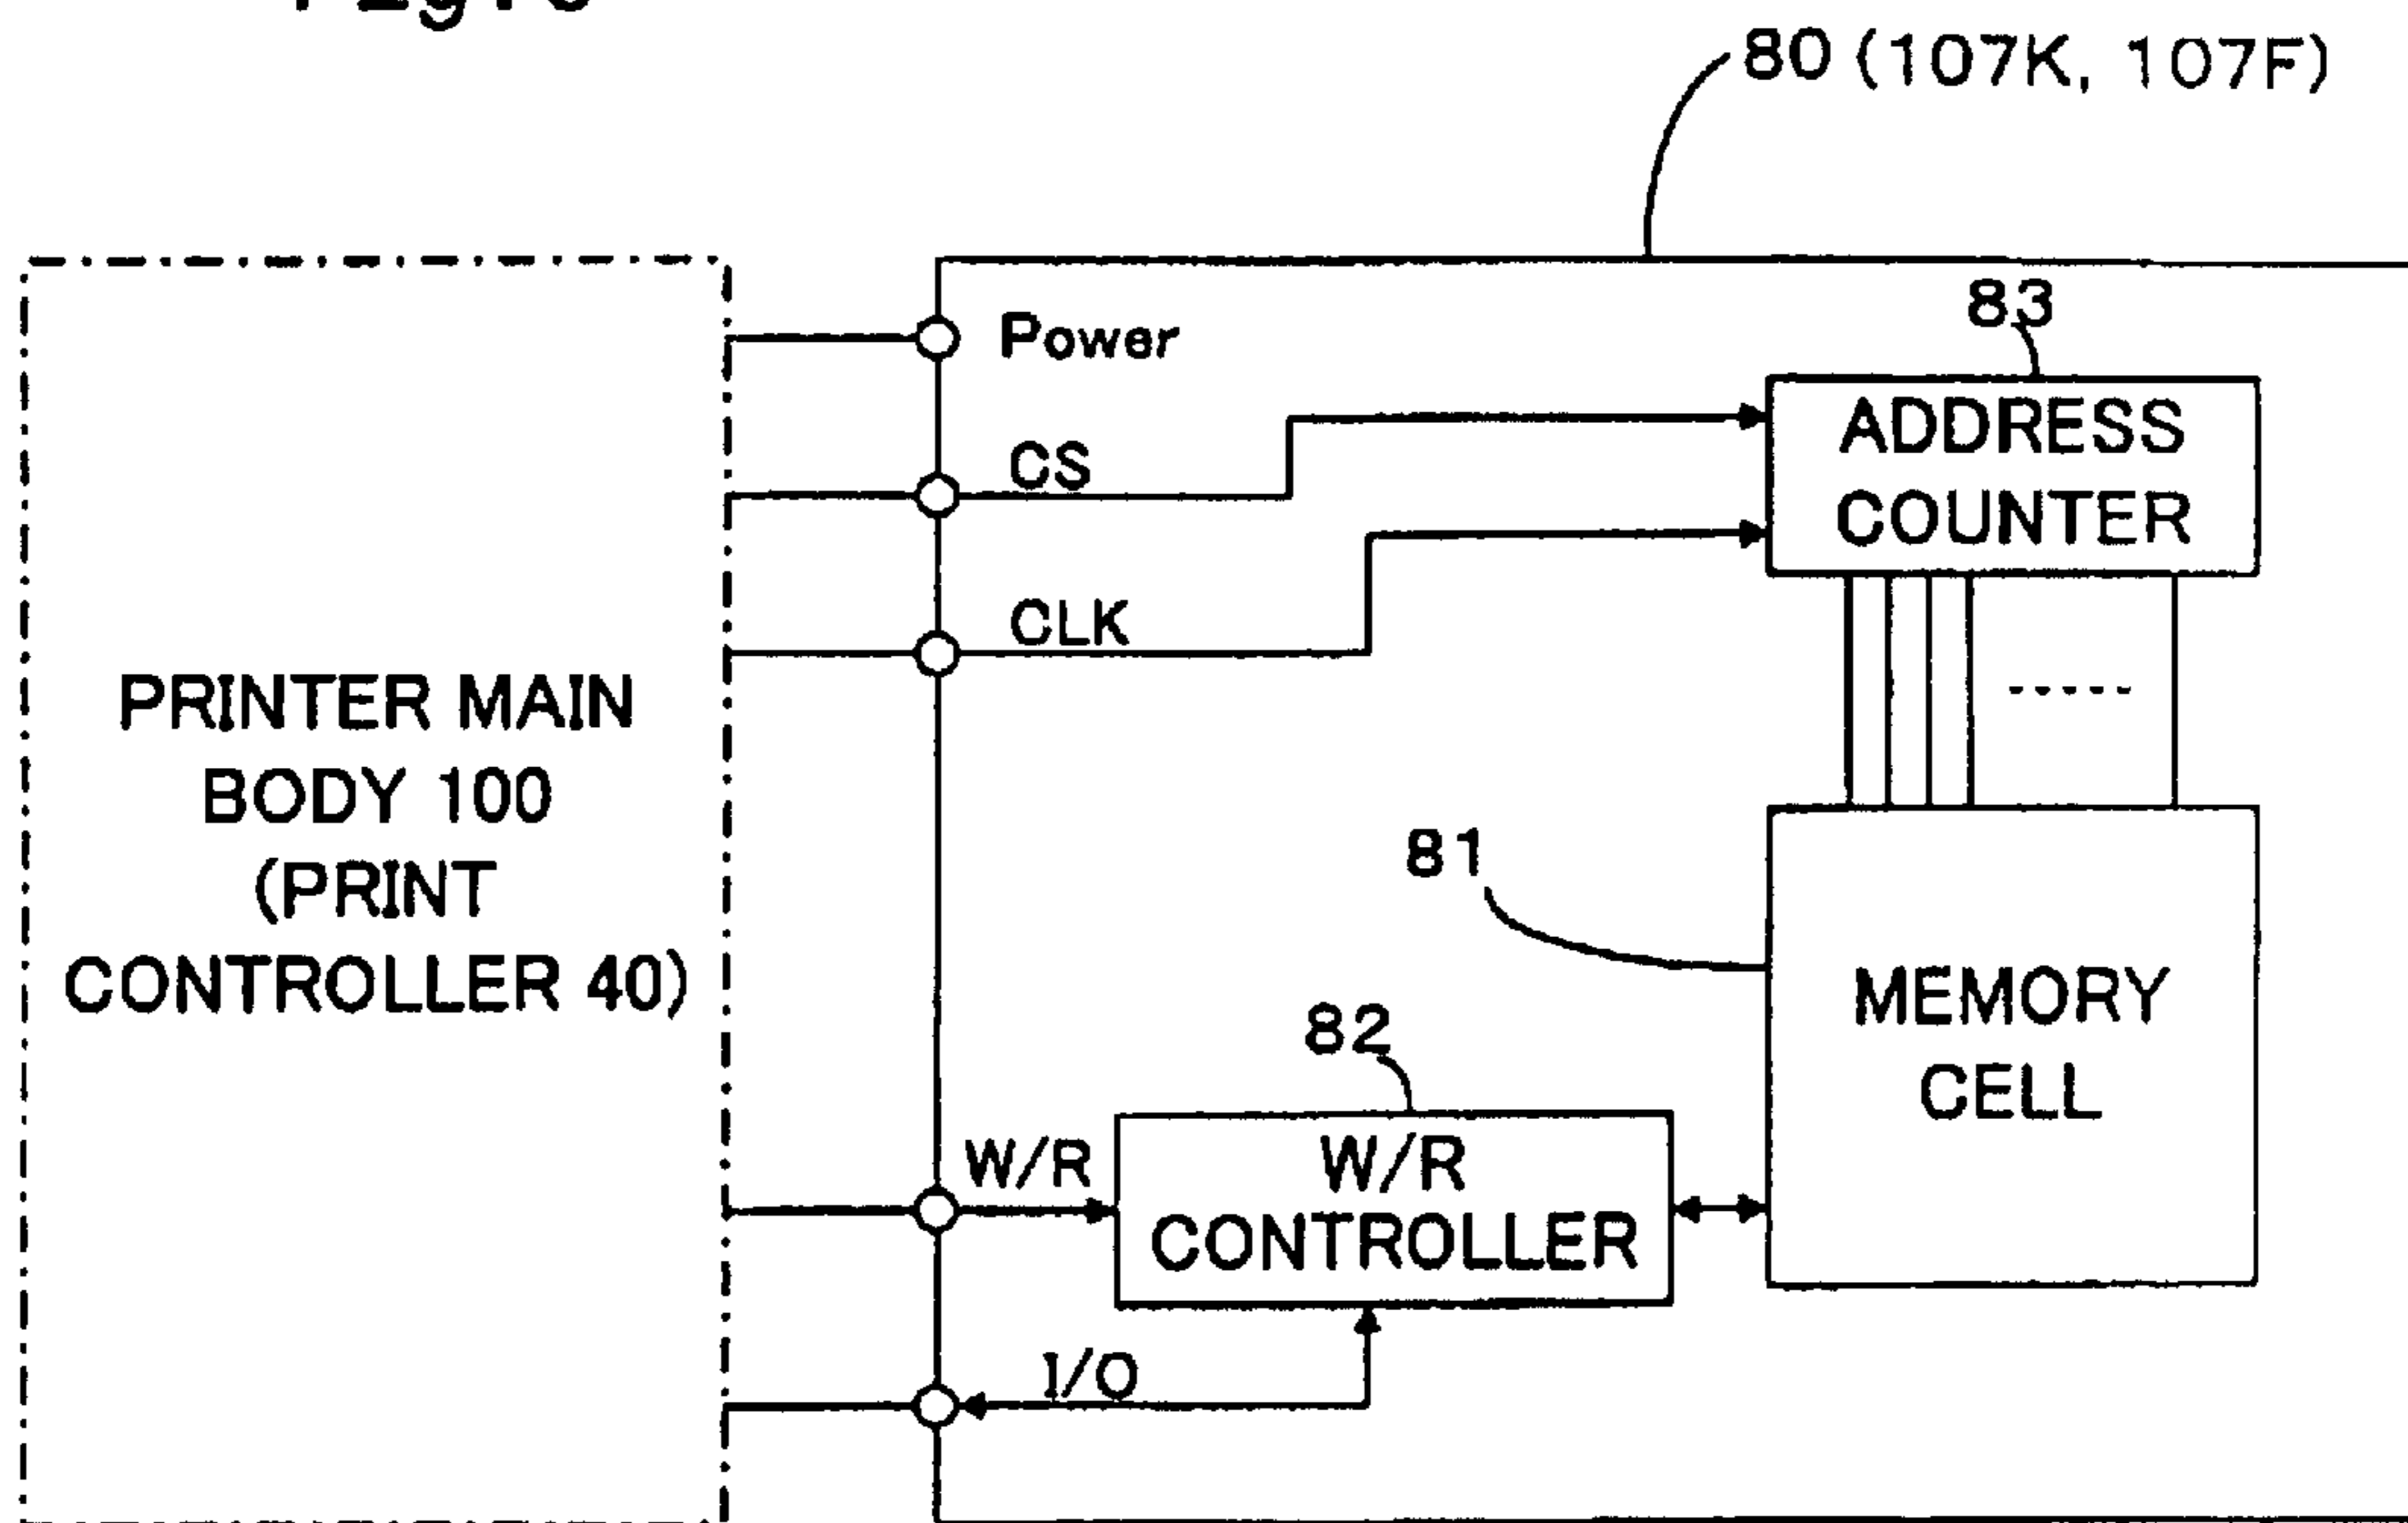 80 (107K, 107F)
Power
83
CS
ADDRESS
COUNTER
CLK
PRINTER MAIN
BODY 100
(PRINT
CONTROLLER 40)
81
MEMORY
CELL
82
W/R
W/R
CONTROLLER
I/O